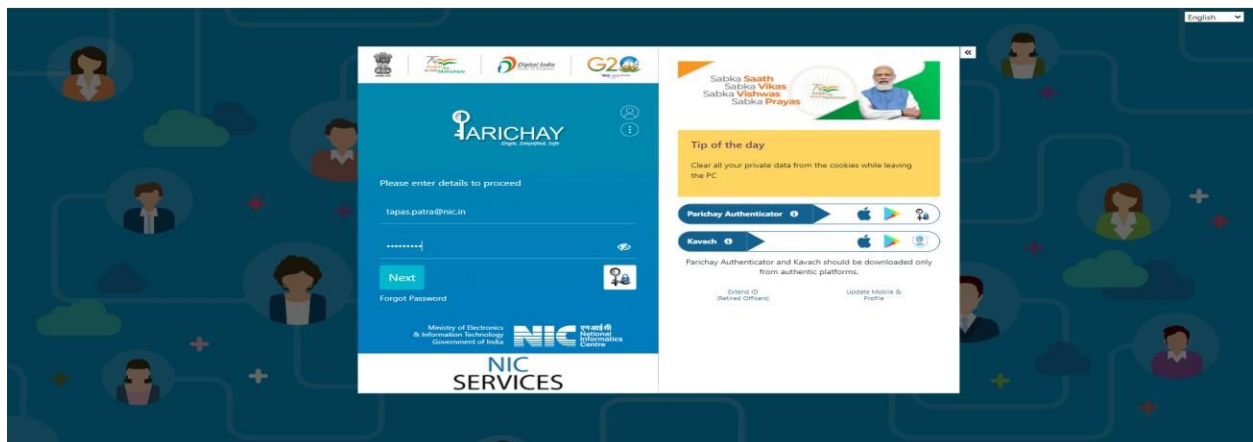 English
Digital India
G20
PARICHAY
Simple, Simplified, Safe
Please enter details to proceed
tapas.patra@nic.in
Next
Forgot Password
Ministry of Electronics
& Information Technology
Government of India
NIC
एन आई सी
National
Informatics
Centre
NIC
SERVICES
«
Sabka Saath
Sabka Vikas
Sabka Vishwas
Sabka Prayas
Tip of the day
Clear all your private data from the cookies while leaving
the PC
Parichay Authenticator
Kavach
Parichay Authenticator and Kavach should be downloaded only
from authentic platforms.
Extend ID
(Retired Officers)
Update Mobile &
Profile